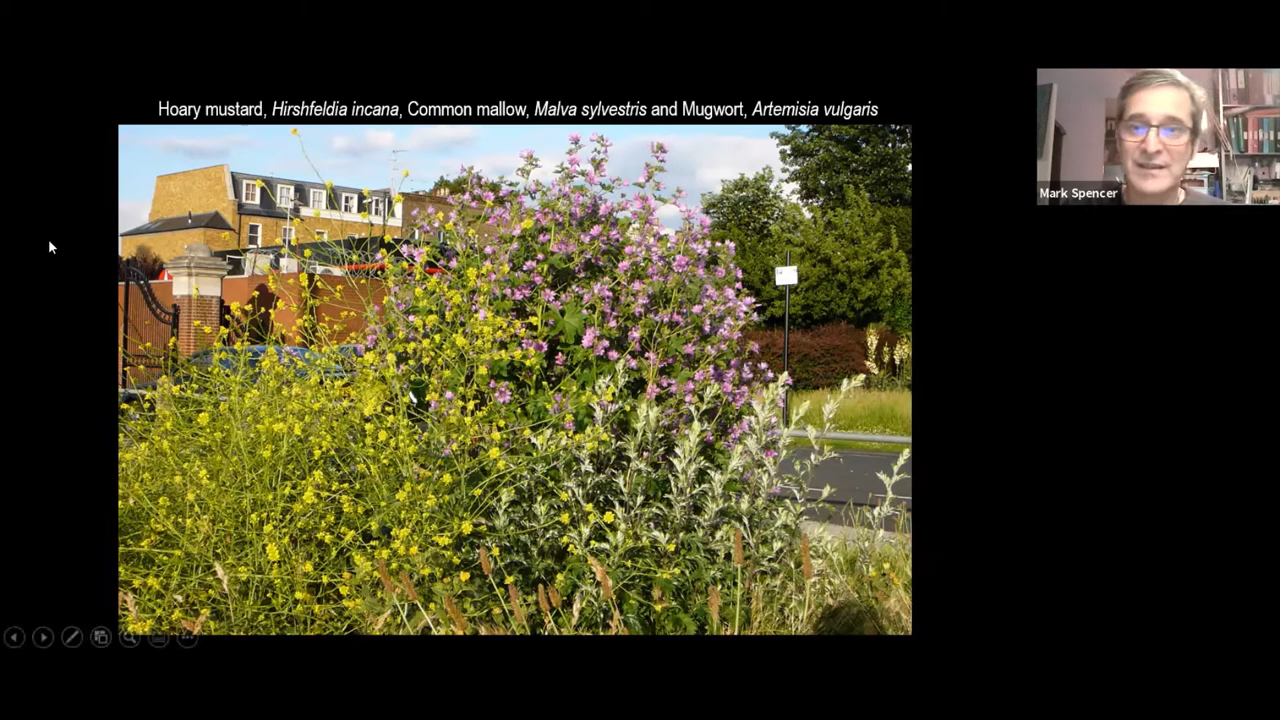 Hoary mustard, Hirshfeldia incana, Common mallow, Malva sylvestris and Mugwort, Artemisia vulgaris
Mark Spencer